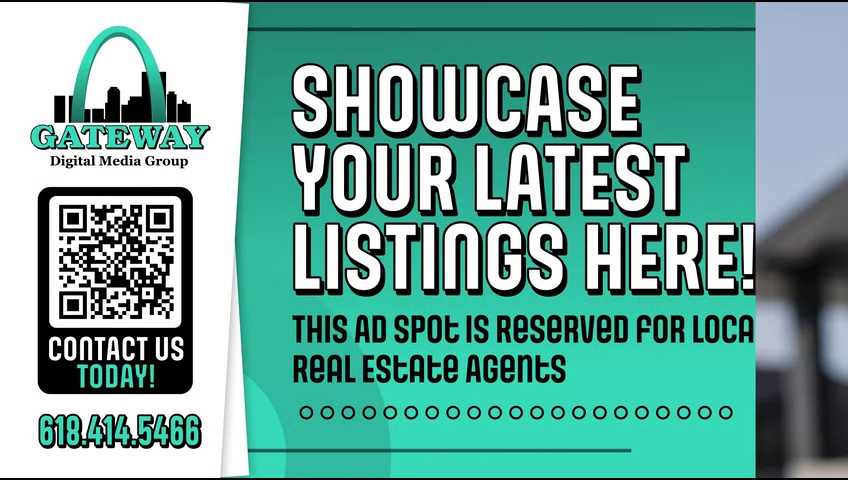 GATEWAY
Digital Media Group
CONTACT US
TODAY!
618.414.5466
SHOWCASE
YOUR LATEST
LISTINGS HERE!
THIS AD SPOT IS RESERVED FOR LOCA
REAL ESTATE AGENTS